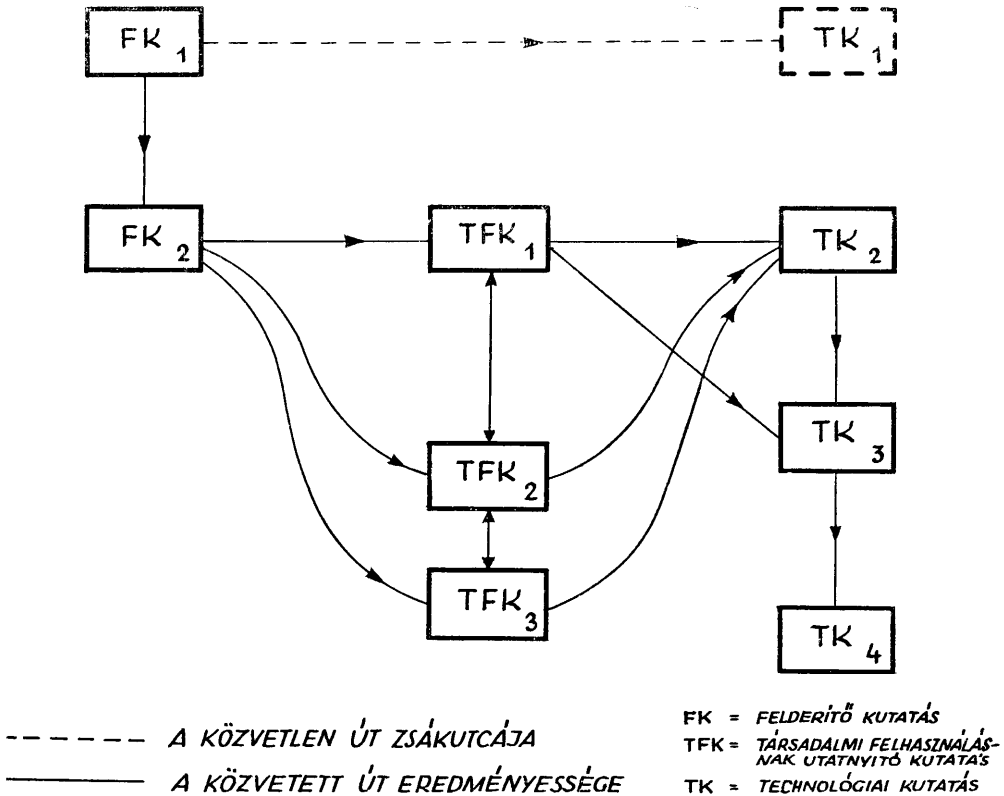 FK 1
TK 1
FK 2
TFK 1
TK 2
TK 3
TFK 2
TFK 3
TK 4
A KÖZVETLEN ÚT ZSÁKUTCÁJA
A KÖZVETETT ÚT EREDMÉNYESSÉGE
FK = FELDERÍTŐ KUTATÁS
TFK = TÁRSADALMI FELHASZNÁLÁS-
NAK UTATNYITÓ KUTATÁS
TK = TECHNOLÓGIAI KUTATÁS